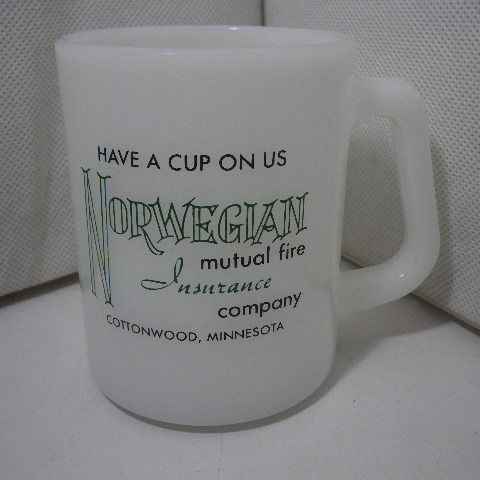 HAVE A CUP ON US
NORWEGIAN
mutual fire
Insurance
company
COTTONWOOD, MINNESOTA